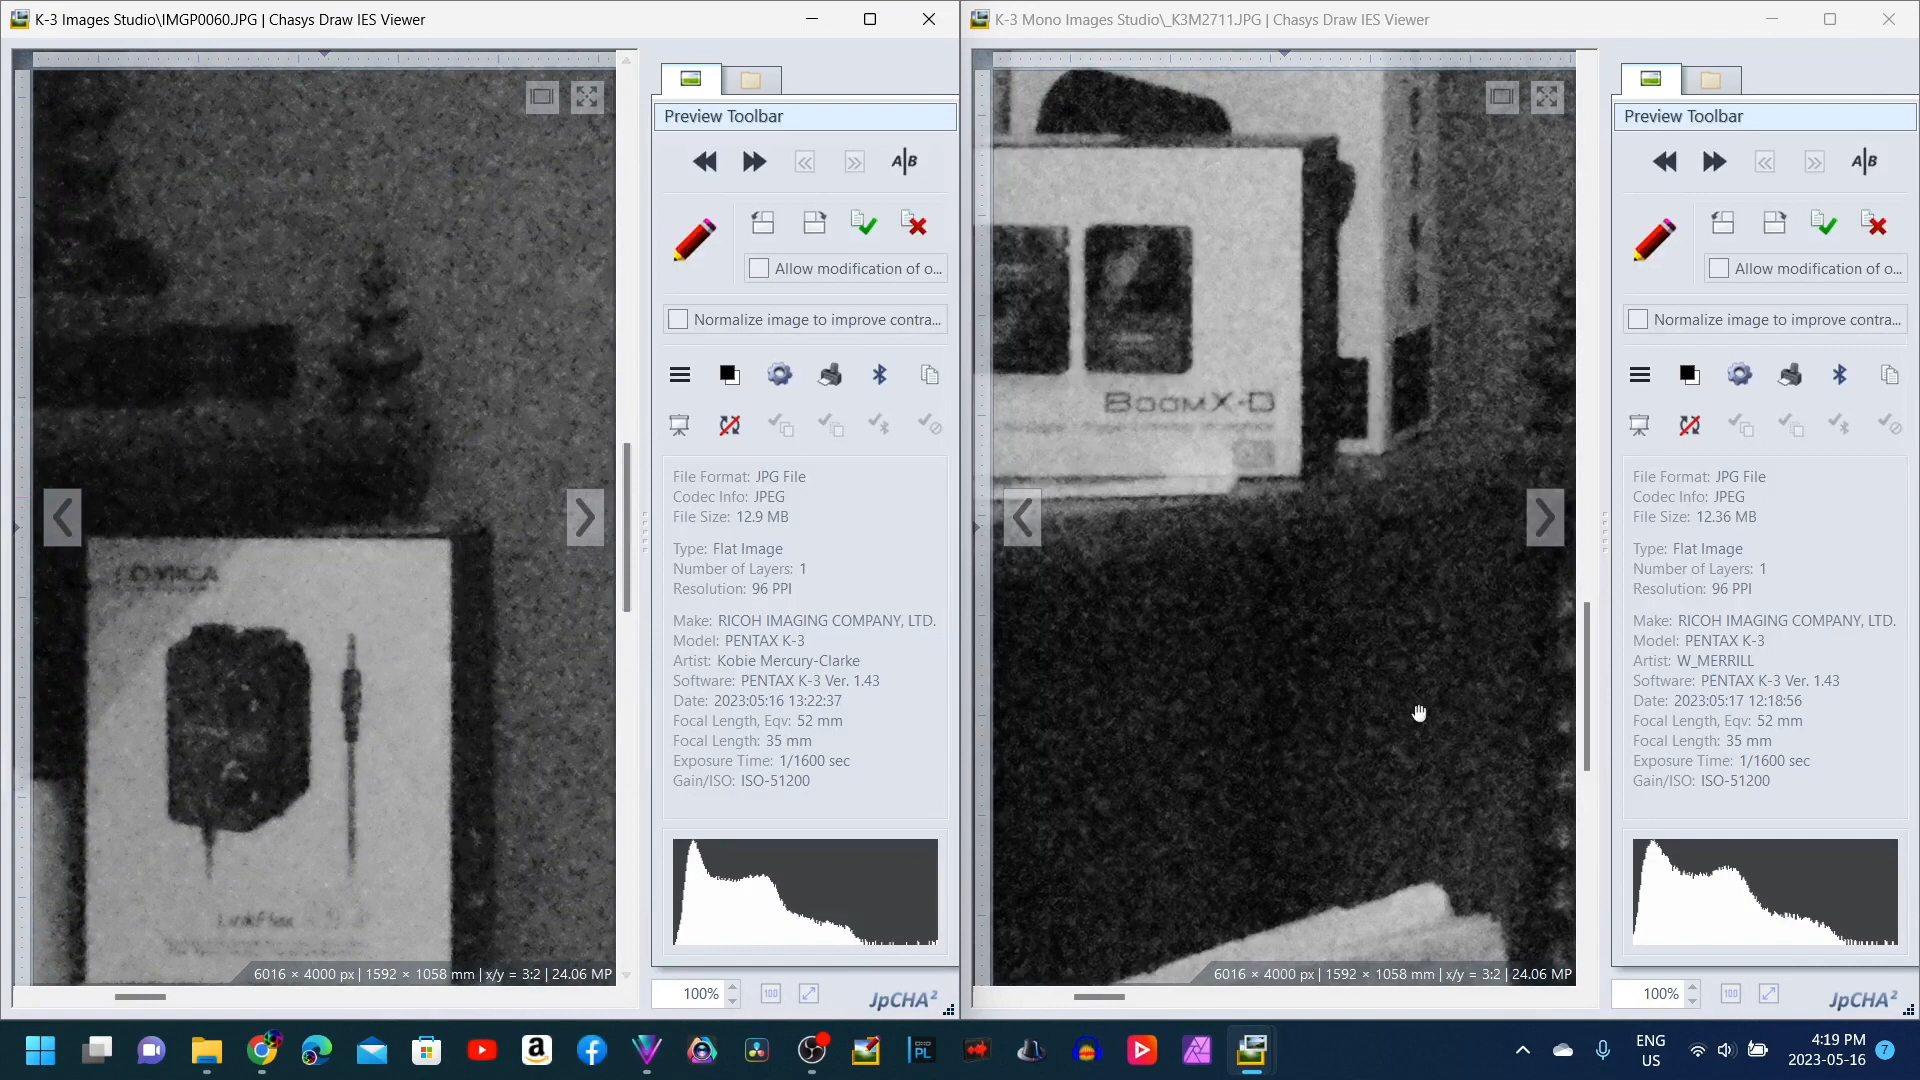 K-3 Images Studio\IMGP0060.JPG | Chasys Draw IES Viewer
Preview Toolbar
A|B
Allow modification of o...
Normalize image to improve contra...
File Format: JPG File
Codec Info: JPEG
File Size: 12.9 MB
Type: Flat Image
Number of Layers: 1
Resolution: 96 PPI
Make: RICOH IMAGING COMPANY, LTD.
Model: PENTAX K-3
Artist: Kobie Mercury-Clarke
Software: PENTAX K-3 Ver. 1.43
Date: 2023:05:16 13:22:37
Focal Length, Eqv: 52 mm
Focal Length: 35 mm
Exposure Time: 1/1600 sec
Gain/ISO: ISO-51200
COMICA
LinkFlex
6016 × 4000 px | 1592 × 1058 mm | x/y = 3:2 | 24.06 MP
100%
100
JpCHA²
K-3 Mono Images Studio\_K3M2711.JPG | Chasys Draw IES Viewer
Preview Toolbar
A|B
Allow modification of o...
Normalize image to improve contra...
BOOMX-D
File Format: JPG File
Codec Info: JPEG
File Size: 12.36 MB
Type: Flat Image
Number of Layers: 1
Resolution: 96 PPI
Make: RICOH IMAGING COMPANY, LTD.
Model: PENTAX K-3
Artist: W_MERRILL
Software: PENTAX K-3 Ver. 1.43
Date: 2023:05:17 12:18:56
Focal Length, Eqv: 52 mm
Focal Length: 35 mm
Exposure Time: 1/1600 sec
Gain/ISO: ISO-51200
6016 × 4000 px | 1592 × 1058 mm | x/y = 3:2 | 24.06 MP
100%
100
JpCHA²
PL
ENG
US
4:19 PM
2023-05-16
7